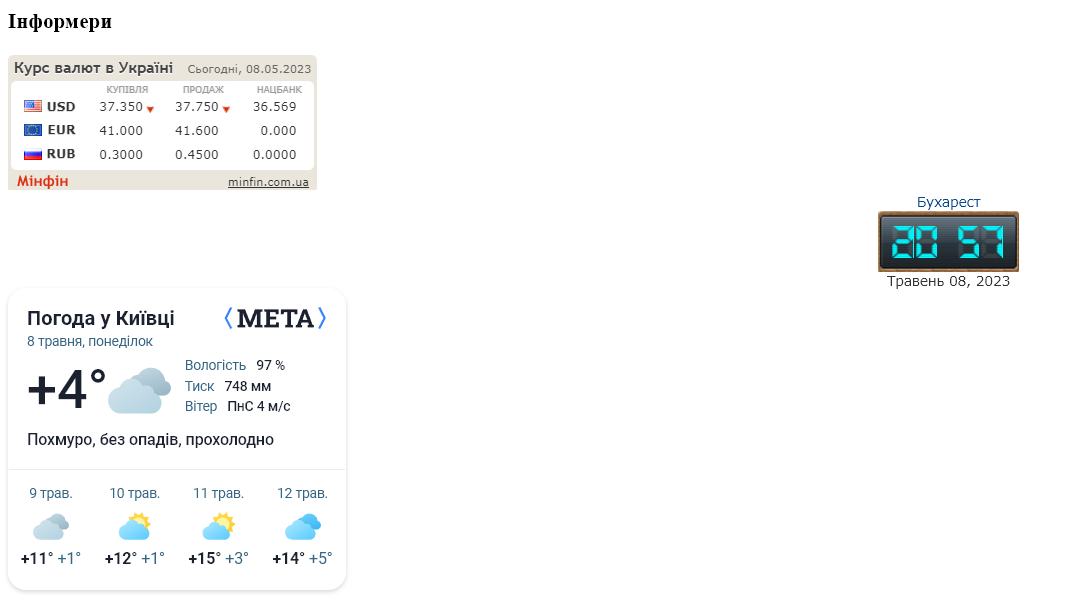 Інформери
Курс валют в Україні Сьогодні, 08.05.2023
КУПІВЛЯ ПРОДАЖ НАЦБАНК
USD 37.350 37.750 36.569
EUR 41.000 41.600 0.000
RUB 0.3000 0.4500 0.0000
Мінфін minfin.com.ua
Бухарест
20 57
Травень 08, 2023
Погода у Київці ⟨META⟩
8 травня, понеділок
+4°
Вологість 97 %
Тиск 748 мм
Вітер ПнС 4 м/с
Похмуро, без опадів, прохолодно
9 трав. 10 трав. 11 трав. 12 трав.
+11° +1° +12° +1° +15° +3° +14° +5°